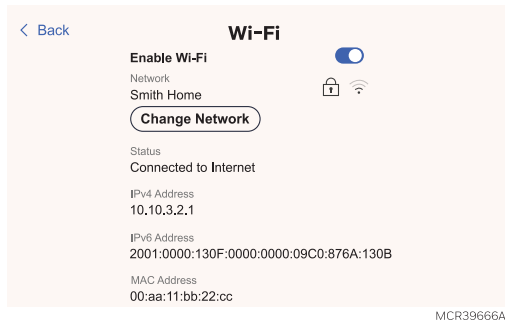 Back
Wi-Fi
Enable Wi-Fi
Network
Smith Home
Change Network
Status
Connected to Internet
IPv4 Address
10.10.3.2.1
IPv6 Address
2001:0000:130F:0000:0000:09C0:876A:130B
MAC Address
00:aa:11:bb:22:cc
MCR39666A